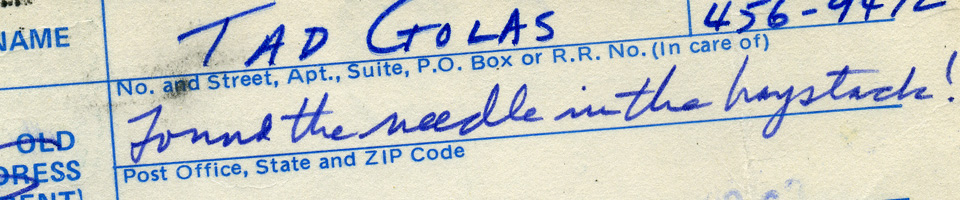 NAME TAD GOLAS 456-9472
No. and Street, Apt., Suite, P.O. Box or R.R. No. (In care of)
Found the needle in the haystack!
OLD
Post Office, State and ZIP Code